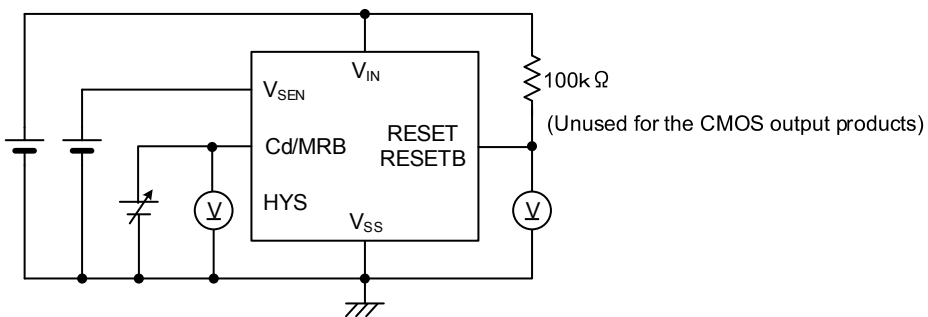 V_IN
V_SEN
100kΩ
(Unused for the CMOS output products)
RESET
RESETB
Cd/MRB
V
HYS
V
V_SS